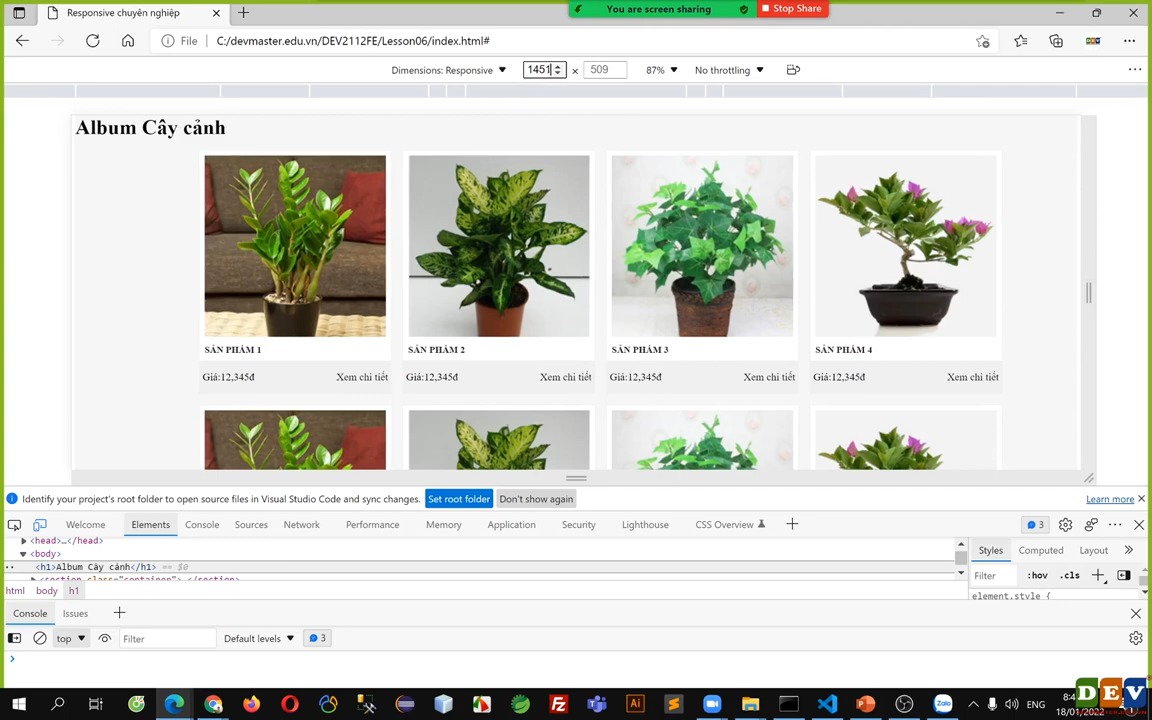 Responsive chuyên nghiệp
You are screen sharing
Stop Share
File
C:/devmaster.edu.vn/DEV2112FE/Lesson06/index.html#
Dimensions: Responsive
1451 × 509
87%
No throttling
Album Cây cảnh
SẢN PHẨM 1
SẢN PHẨM 2
SẢN PHẨM 3
SẢN PHẨM 4
Giá:12,345đ Xem chi tiết
Giá:12,345đ Xem chi tiết
Giá:12,345đ Xem chi tiết
Giá:12,345đ Xem chi tiết
Identify your project's root folder to open source files in Visual Studio Code and sync changes.
Set root folder
Don't show again
Learn more
Welcome Elements Console Sources Network Performance Memory Application Security Lighthouse CSS Overview
3
<head>…</head>
<body>
<h1>Album Cây cảnh</h1> == $0
<section class="container">…</section>
Styles Computed Layout
Filter :hov .cls
element.style {
html body h1
Console Issues
top Filter Default levels 3
ENG
18/01/2022
DEV